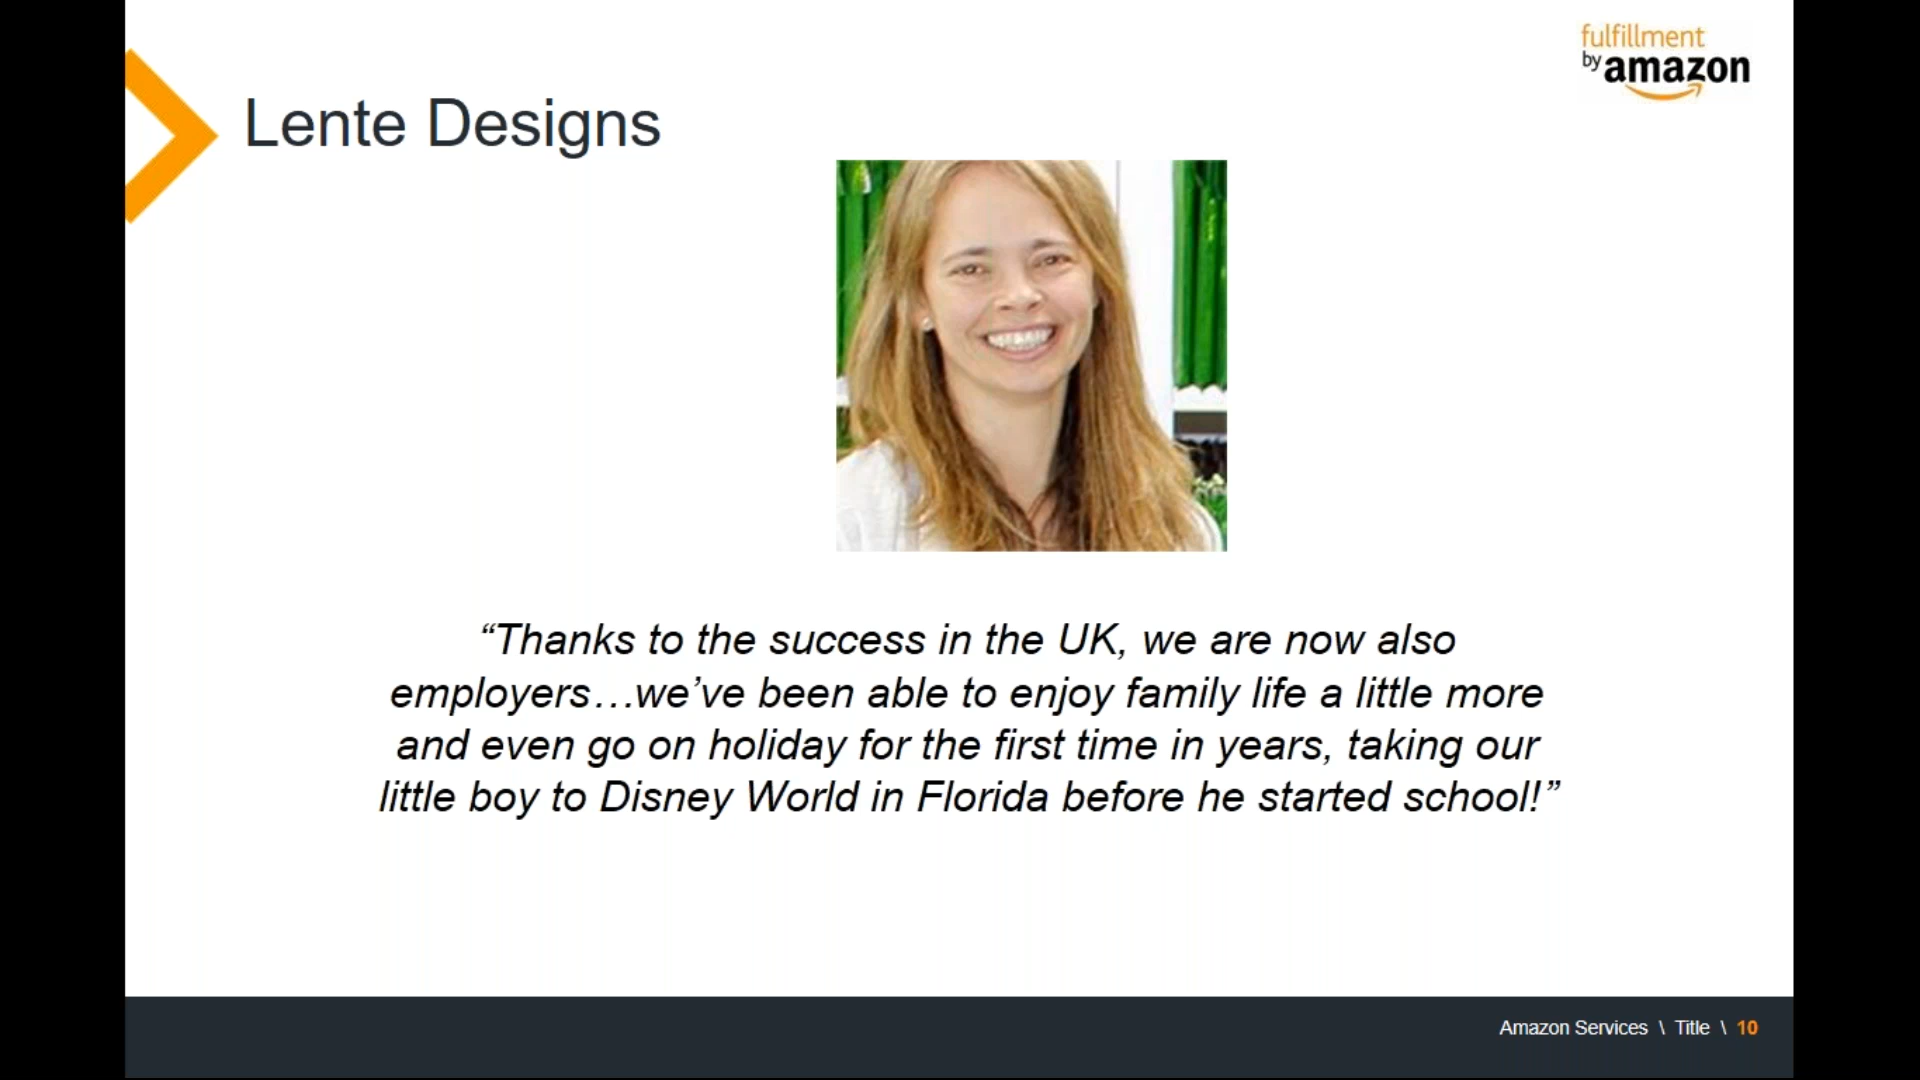 fulfillment
by amazon
Lente Designs
“Thanks to the success in the UK, we are now also
employers…we’ve been able to enjoy family life a little more
and even go on holiday for the first time in years, taking our
little boy to Disney World in Florida before he started school!”
Amazon Services \ Title \ 10